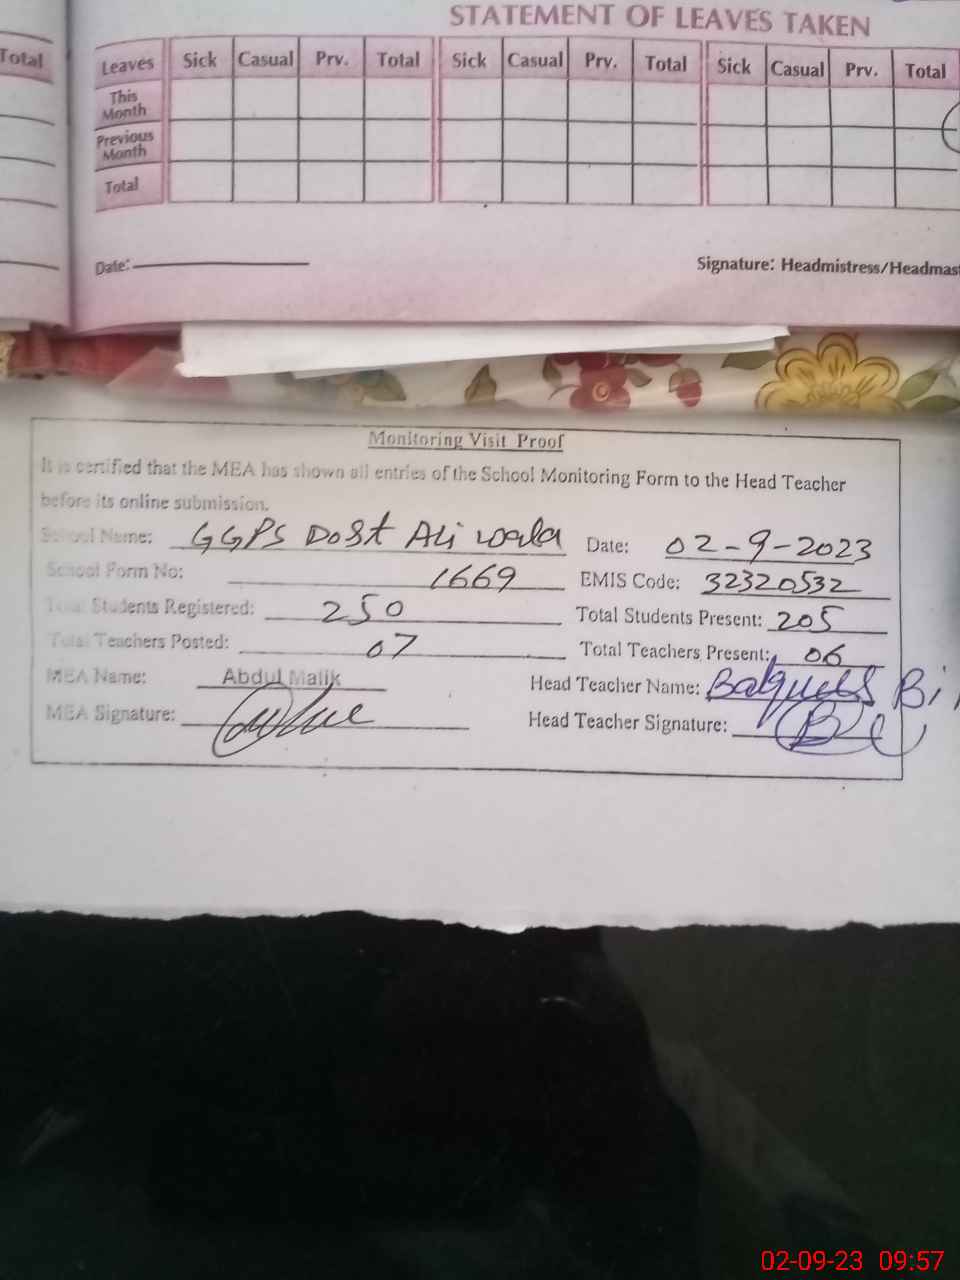 STATEMENT OF LEAVES TAKEN
Total
Leaves Sick Casual Prv. Total Sick Casual Prv. Total Sick Casual Prv. Total
This Month
Previous Month
Total
Date:
Signature: Headmistress/Headmast
Monitoring Visit Proof
It is certified that the MEA has shown all entries of the School Monitoring Form to the Head Teacher
before its online submission.
School Name: GGPS Dost Ali wala Date: 02-9-2023
School Form No: 1669 EMIS Code: 32320532
Total Students Registered: 250 Total Students Present: 205
Total Teachers Posted: 07 Total Teachers Present: 06
MEA Name: Abdul Malik Head Teacher Name: Balquees Bi
MEA Signature: Head Teacher Signature:
02-09-23 09:57